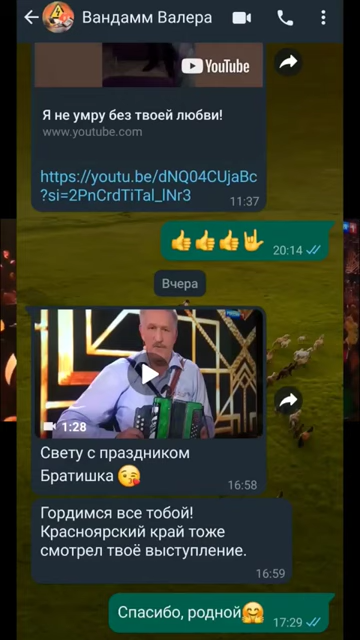 Вандамм Валера
YouTube
Я не умру без твоей любви!
www.youtube.com
https://youtu.be/dNQ04CUjaBc
?si=2PnCrdTiTal_lNr3
11:37
👍👍👍🤟
20:14
Вчера
1:28
Свету с праздником
Братишка😘
16:58
Гордимся все тобой!
Красноярский край тоже
смотрел твоё выступление.
16:59
Спасибо, родной🤗
17:29